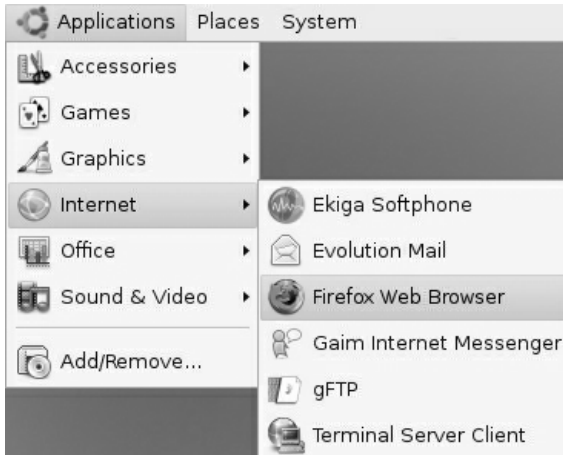 Applications Places System
Accessories
Games
Graphics
Internet
Office
Sound & Video
Add/Remove...
Ekiga Softphone
Evolution Mail
Firefox Web Browser
Gaim Internet Messenger
gFTP
Terminal Server Client